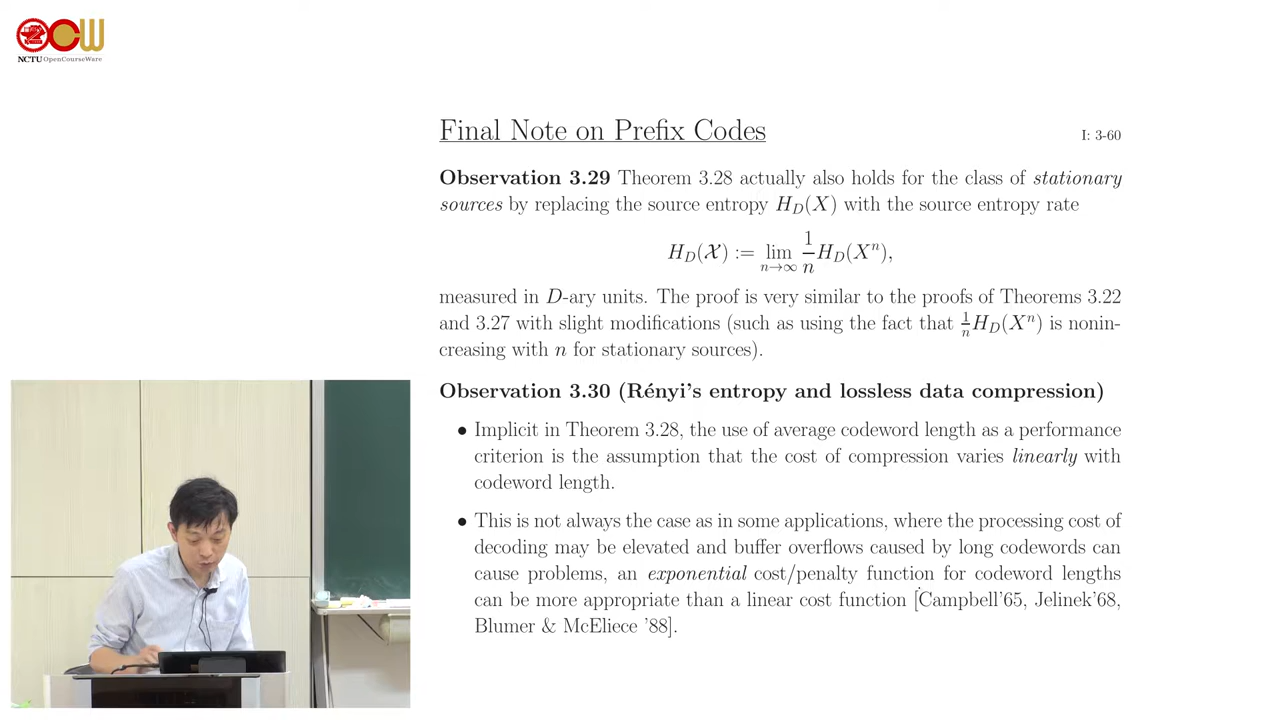 NCTU OpenCourseWare
Final Note on Prefix Codes
I: 3-60
Observation 3.29 Theorem 3.28 actually also holds for the class of stationary
sources by replacing the source entropy H_D(X) with the source entropy rate
H_D(𝒳) := lim_{n→∞} \frac{1}{n} H_D(X^n),
measured in D-ary units. The proof is very similar to the proofs of Theorems 3.22
and 3.27 with slight modifications (such as using the fact that \frac{1}{n}H_D(X^n) is nonin-
creasing with n for stationary sources).
Observation 3.30 (Rényi's entropy and lossless data compression)
• Implicit in Theorem 3.28, the use of average codeword length as a performance
criterion is the assumption that the cost of compression varies linearly with
codeword length.
• This is not always the case as in some applications, where the processing cost of
decoding may be elevated and buffer overflows caused by long codewords can
cause problems, an exponential cost/penalty function for codeword lengths
can be more appropriate than a linear cost function [Campbell'65, Jelinek'68,
Blumer & McEliece '88].